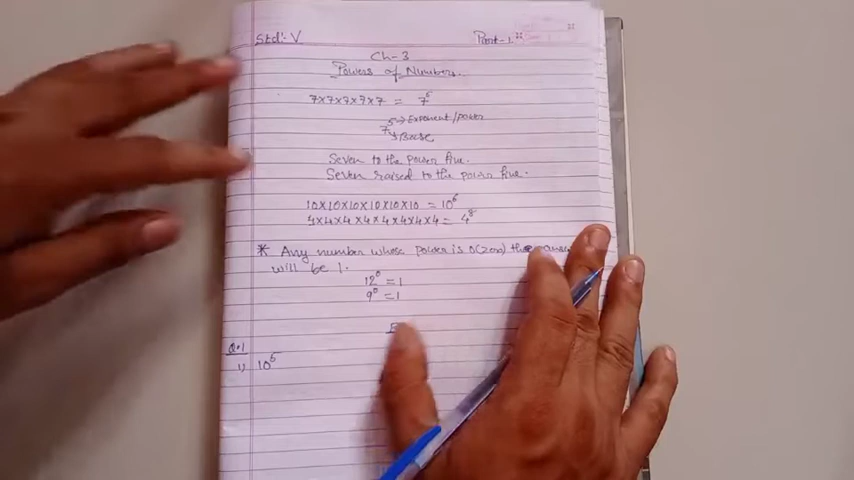 Std:- V
Part-1
Ch-3
Powers of Numbers.
7×7×7×7×7 = 7⁵
7⁵ → Exponent/power
→ Base
Seven to the power five.
Seven raised to the power five.
10×10×10×10×10×10 = 10⁶
4×4×4×4×4×4×4×4 = 4⁸
* Any number whose power is 0(zero) the
will be 1.
12⁰ = 1
9⁰ = 1
Q.1
1) 10⁵